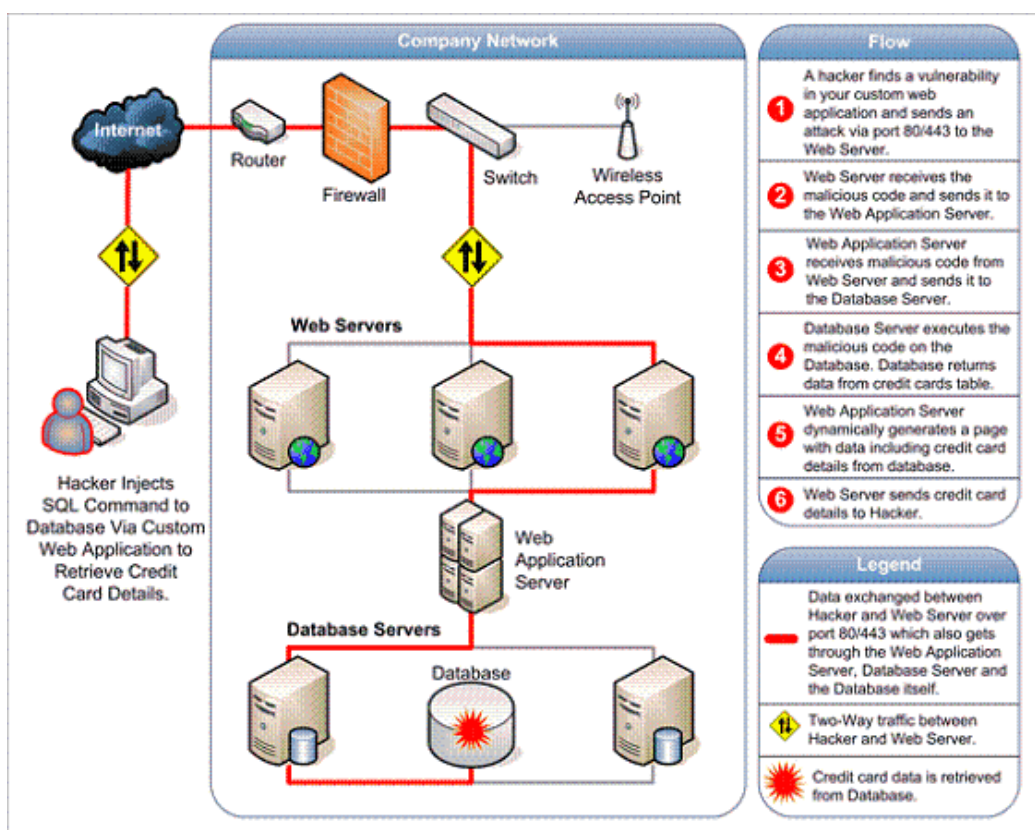 Company Network
Internet
Router
Firewall
Switch
Wireless
Access Point
Web Servers
Hacker Injects
SQL Command to
Database Via Custom
Web Application to
Retrieve Credit
Card Details.
Web
Application
Server
Database Servers
Database
Flow
1
A hacker finds a vulnerability
in your custom web
application and sends an
attack via port 80/443 to the
Web Server.
2
Web Server receives the
malicious code and sends it to
the Web Application Server.
3
Web Application Server
receives malicious code from
Web Server and sends it to
the Database Server.
4
Database Server executes the
malicious code on the
Database. Database returns
data from credit cards table.
5
Web Application Server
dynamically generates a page
with data including credit card
details from database.
6
Web Server sends credit card
details to Hacker.
Legend
Data exchanged between
Hacker and Web Server over
port 80/443 which also gets
through the Web Application
Server, Database Server and
the Database itself.
Two-Way traffic between
Hacker and Web Server.
Credit card data is retrieved
from Database.